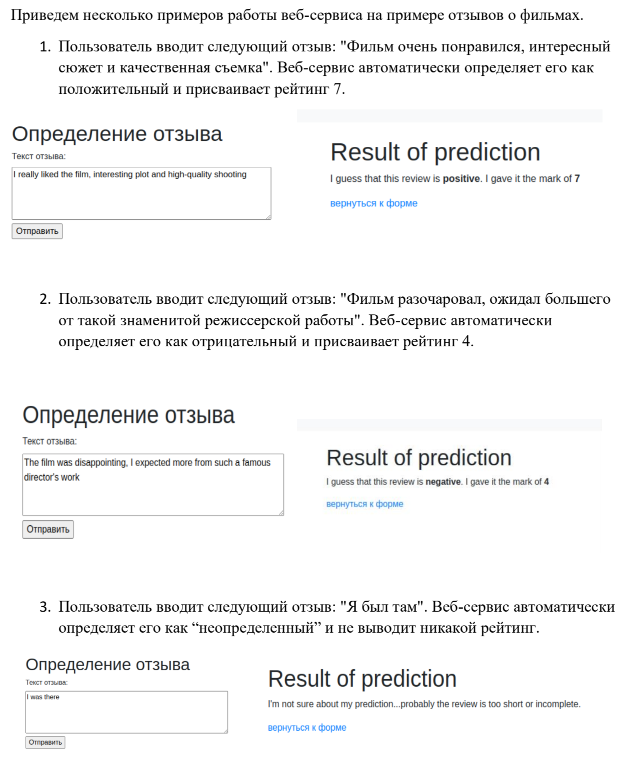 Приведем несколько примеров работы веб-сервиса на примере отзывов о фильмах.
1. Пользователь вводит следующий отзыв: "Фильм очень понравился, интересный
сюжет и качественная съемка". Веб-сервис автоматически определяет его как
положительный и присваивает рейтинг 7.
Определение отзыва
Текст отзыва:
I really liked the film, interesting plot and high-quality shooting
Отправить
Result of prediction
I guess that this review is positive. I gave it the mark of 7
вернуться к форме
2. Пользователь вводит следующий отзыв: "Фильм разочаровал, ожидал большего
от такой знаменитой режиссерской работы". Веб-сервис автоматически
определяет его как отрицательный и присваивает рейтинг 4.
Определение отзыва
Текст отзыва:
The film was disappointing, I expected more from such a famous
director's work
Отправить
Result of prediction
I guess that this review is negative. I gave it the mark of 4
вернуться к форме
3. Пользователь вводит следующий отзыв: "Я был там". Веб-сервис автоматически
определяет его как “неопределенный” и не выводит никакой рейтинг.
Определение отзыва
Текст отзыва:
I was there
Отправить
Result of prediction
I'm not sure about my prediction...probably the review is too short or incomplete.
вернуться к форме